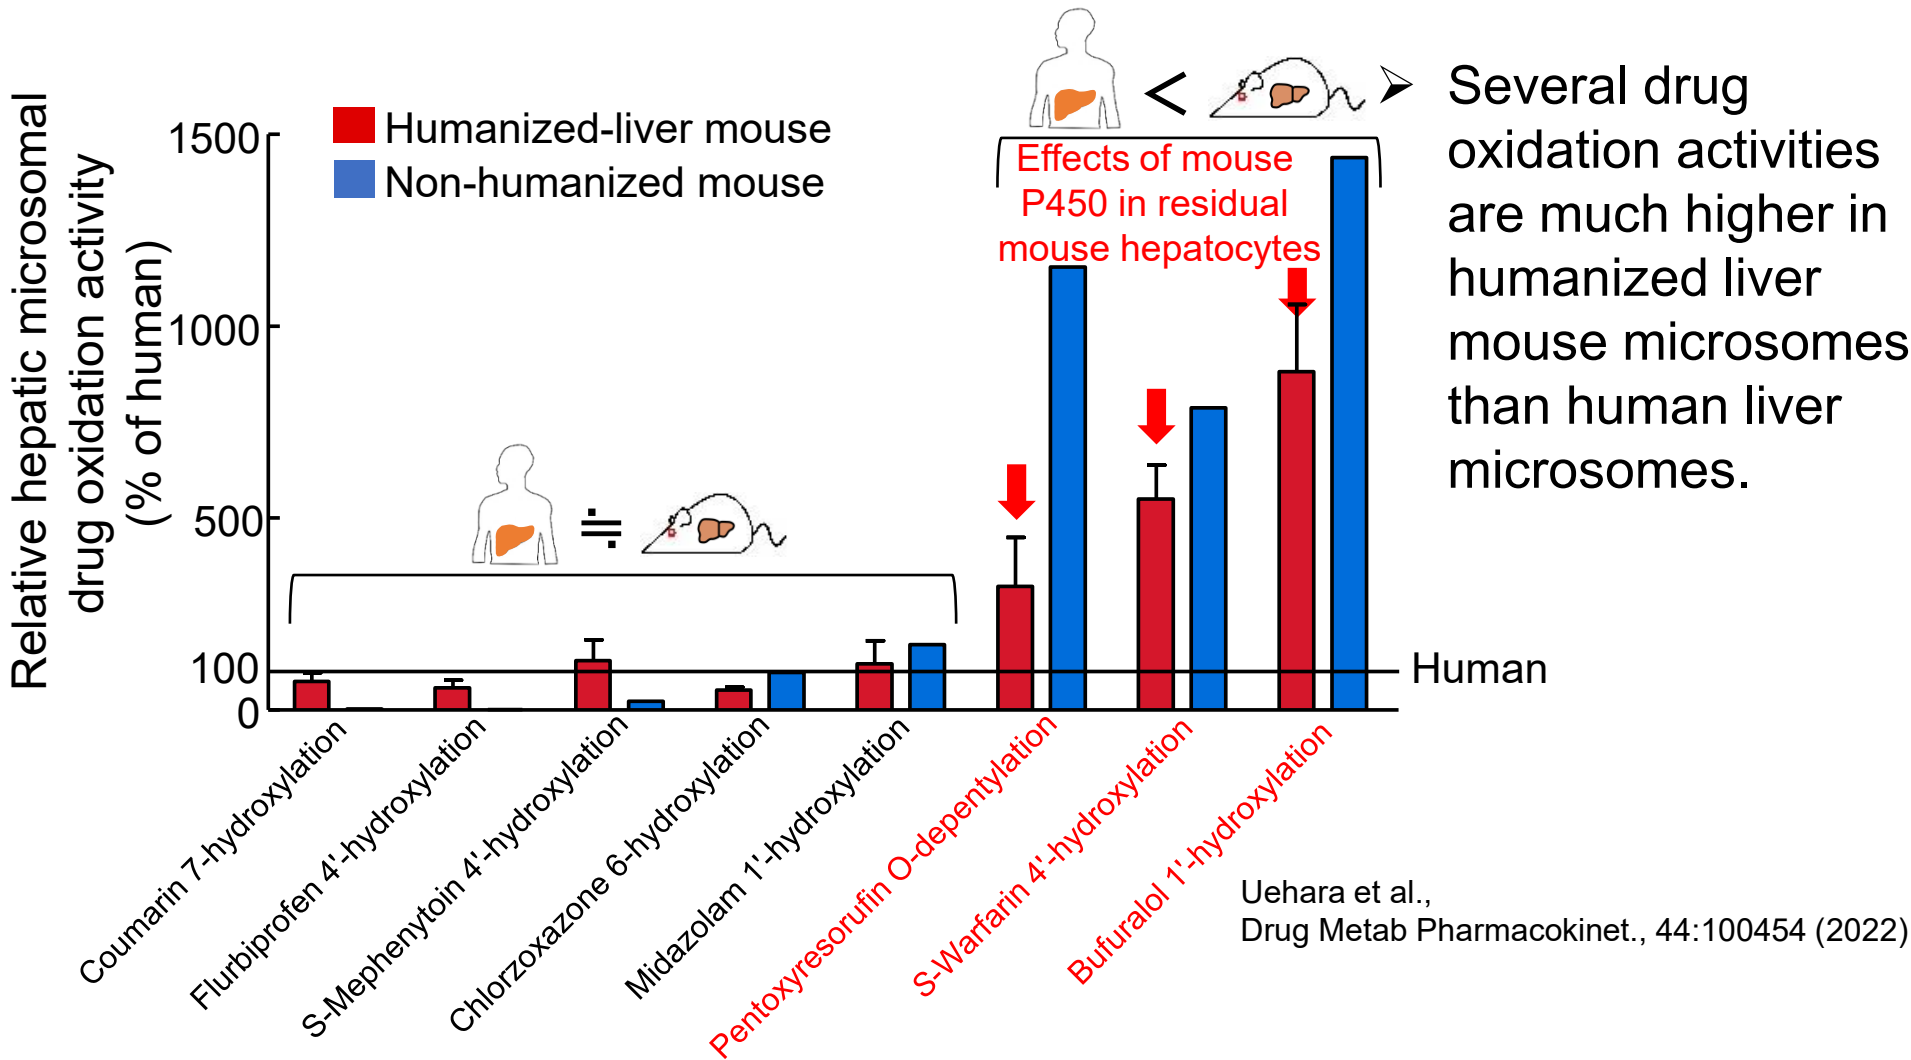 Relative hepatic microsomal
drug oxidation activity
(% of human)
1500
1000
500
100
0
Humanized-liver mouse
Non-humanized mouse
≒
<
Effects of mouse
P450 in residual
mouse hepatocytes
Human
Coumarin 7-hydroxylation
Flurbiprofen 4'-hydroxylation
S-Mephenytoin 4'-hydroxylation
Chlorzoxazone 6-hydroxylation
Midazolam 1'-hydroxylation
Pentoxyresorufin O-depentylation
S-Warfarin 4'-hydroxylation
Bufuralol 1'-hydroxylation
➢ Several drug
oxidation activities
are much higher in
humanized liver
mouse microsomes
than human liver
microsomes.
Uehara et al.,
Drug Metab Pharmacokinet., 44:100454 (2022)